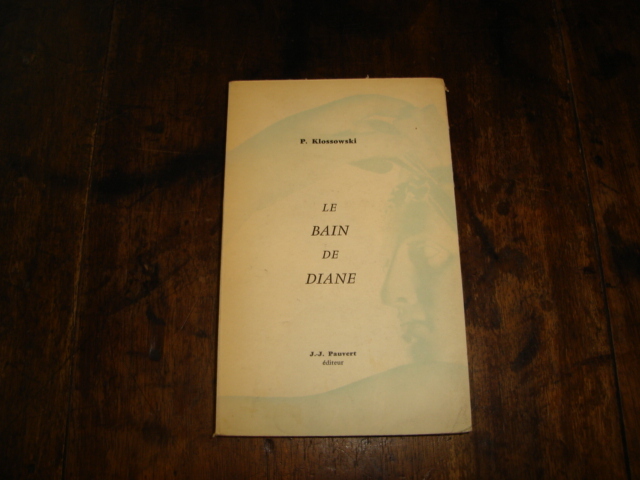 P. Klossowski
LE
BAIN
DE
DIANE
J.-J. Pauvert
éditeur